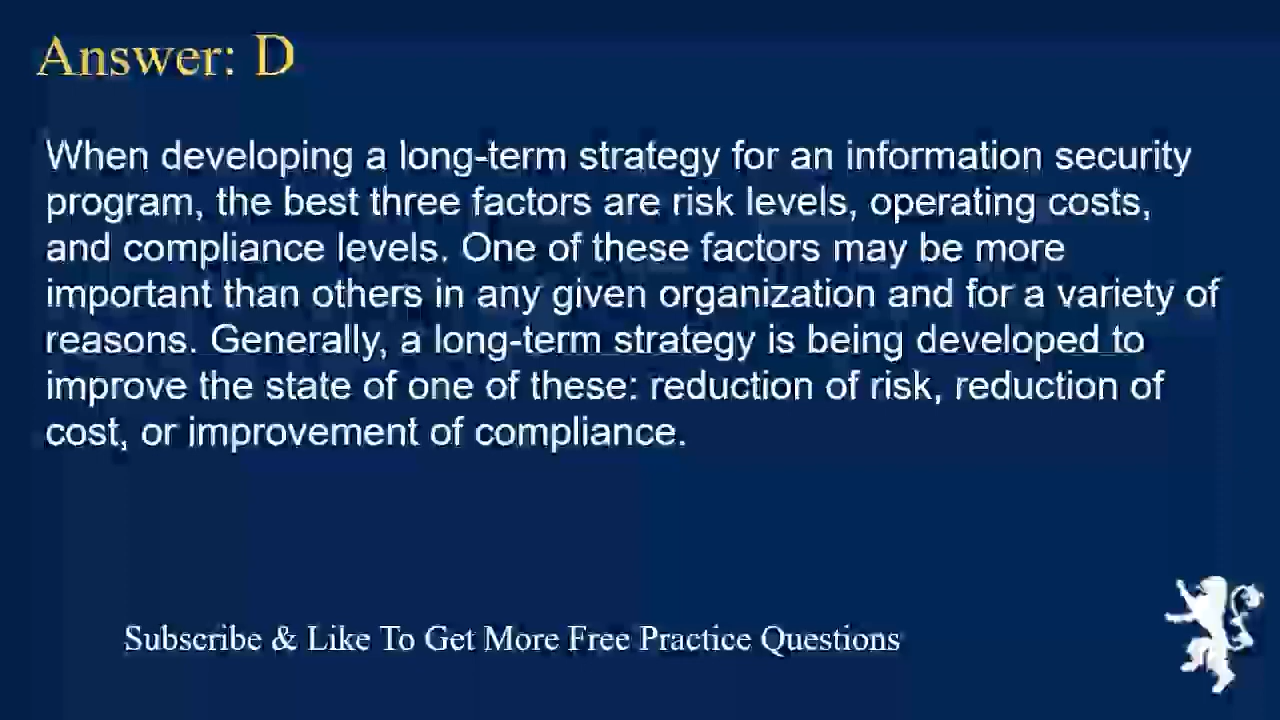 Answer: D
When developing a long-term strategy for an information security
program, the best three factors are risk levels, operating costs,
and compliance levels. One of these factors may be more
important than others in any given organization and for a variety of
reasons. Generally, a long-term strategy is being developed to
improve the state of one of these: reduction of risk, reduction of
cost, or improvement of compliance.
Subscribe & Like To Get More Free Practice Questions